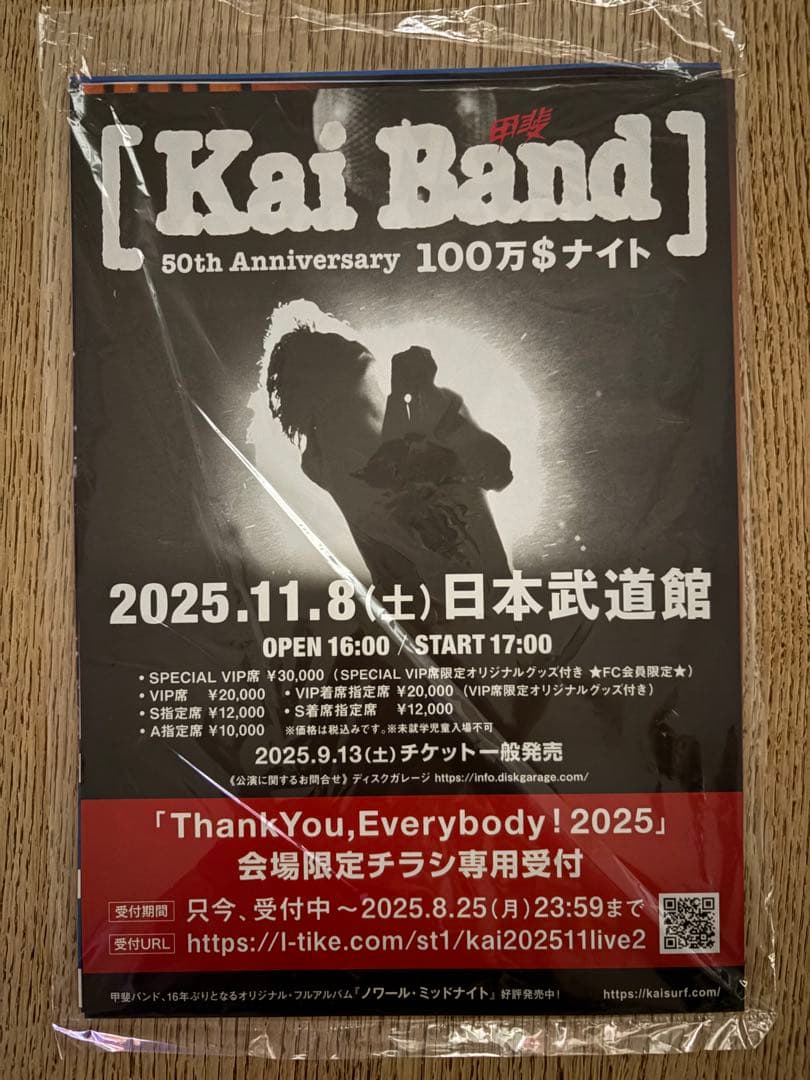 甲斐
[Kai Band]
50th Anniversary 100万$ナイト
2025.11.8(土)日本武道館
OPEN 16:00 / START 17:00
・SPECIAL VIP席 ¥30,000（SPECIAL VIP席限定オリジナルグッズ付き ★FC会員限定★）
・VIP席 ¥20,000 ・VIP着席指定席 ¥20,000（VIP席限定オリジナルグッズ付き）
・S指定席 ¥12,000 ・S着席指定席 ¥12,000
・A指定席 ¥10,000 ※価格は税込みです。※未就学児童入場不可
2025.9.13(土)チケット一般発売
《公演に関するお問合せ》ディスクガレージ https://info.diskgarage.com/
「ThankYou,Everybody!2025」
会場限定チラシ専用受付
受付期間 只今、受付中～2025.8.25(月)23:59まで
受付URL https://l-tike.com/st1/kai202511live2
甲斐バンド、16年ぶりとなるオリジナル・フルアルバム『ノワール・ミッドナイト』好評発売中! https://kaisurf.com/